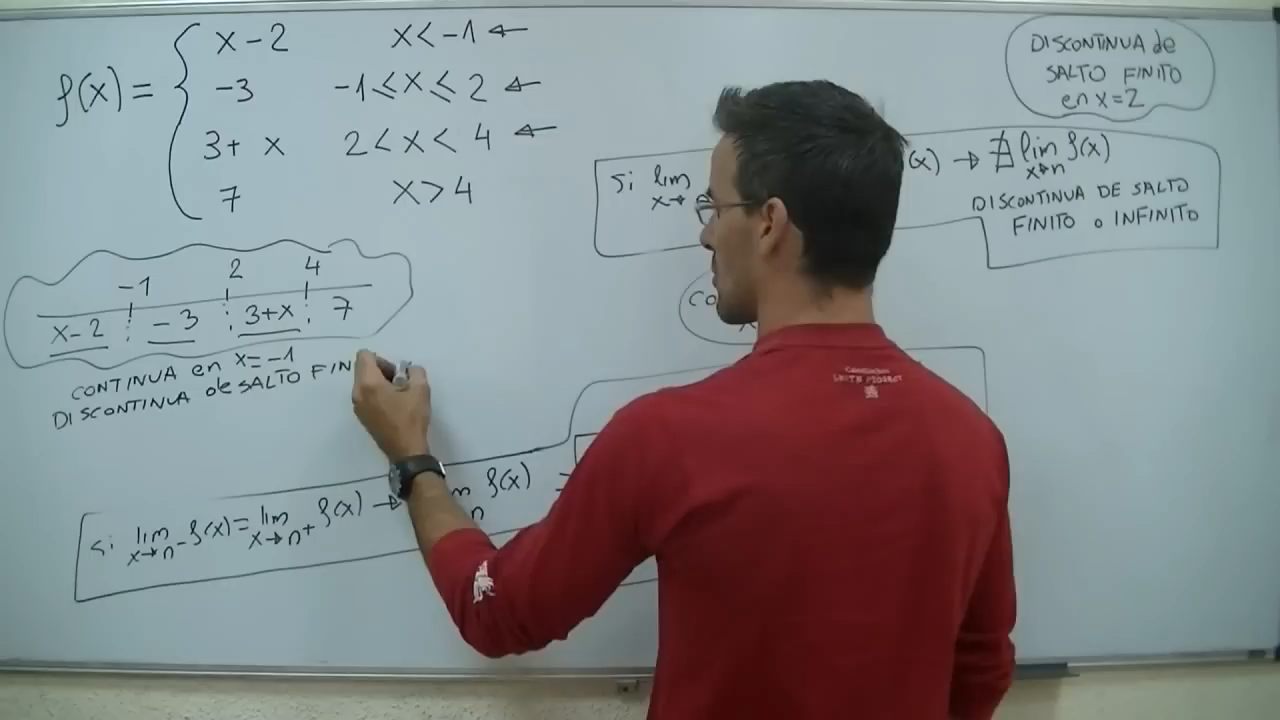 f(x) = { x - 2 x < -1 ←
-3 -1 ≤ x ≤ 2 ←
3 + x 2 < x < 4 ←
7 x > 4
-1 2 4
x - 2 - 3 3+x 7
CONTINUA en x = -1
DISCONTINUA de SALTO FIN
Si lim x→n- f(x) = lim x→n+ f(x) → f(x)
n
DISCONTINUA de
SALTO FINITO
en x=2
Si lim x→ (x) → ∄ lim x→n f(x)
DISCONTINUA DE SALTO
FINITO o INFINITO